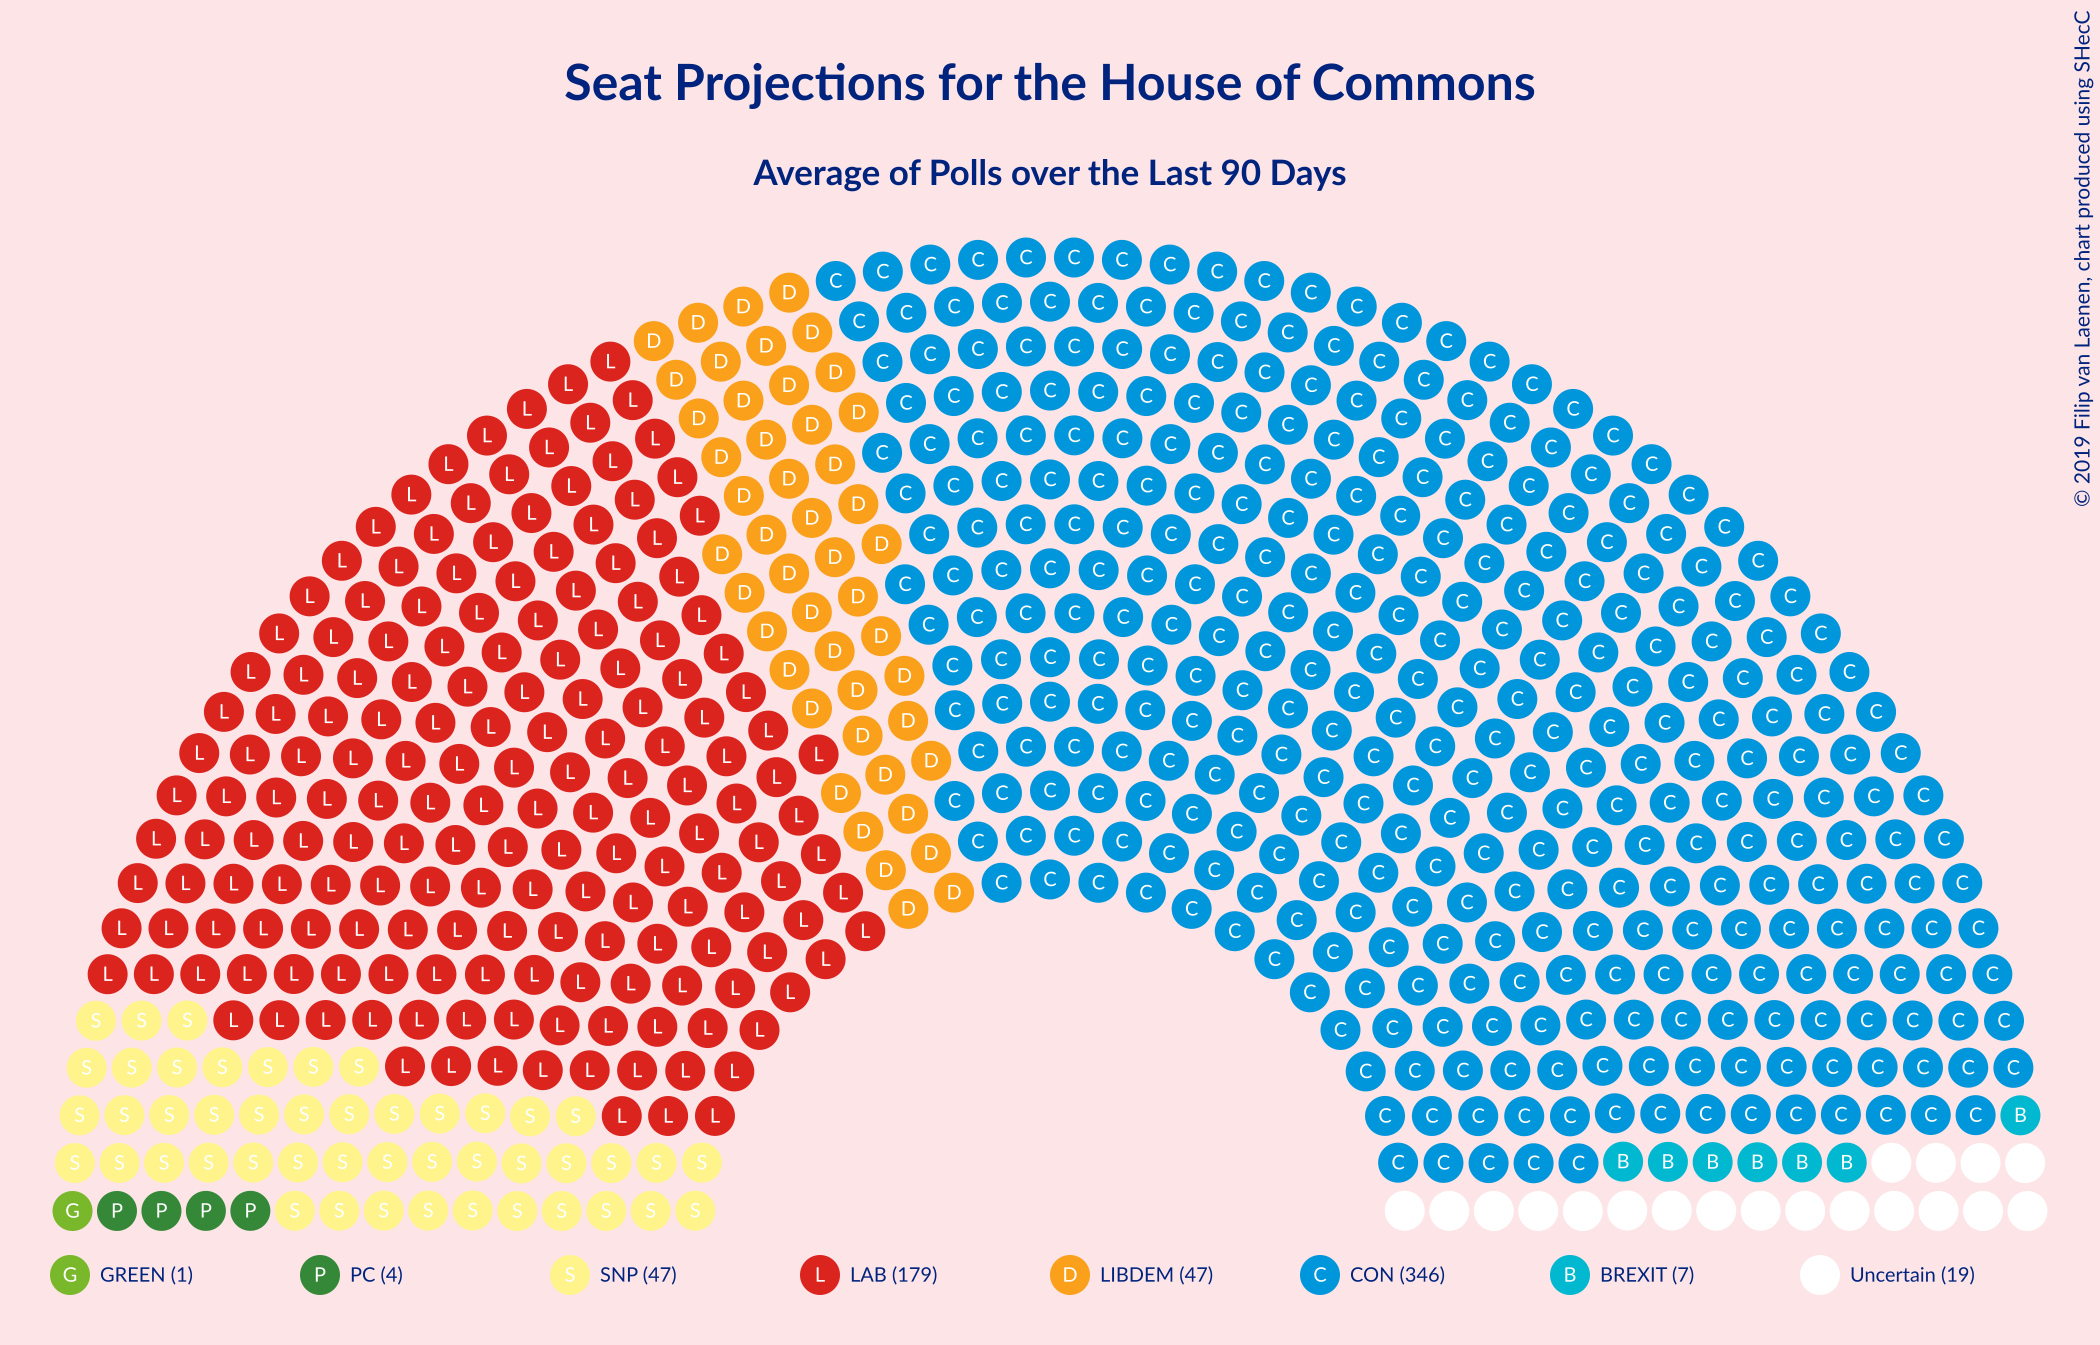 Seat Projections for the House of Commons
Average of Polls over the Last 90 Days
© 2019 Filip van Laenen, chart produced using SHecC
G GREEN (1)
P PC (4)
S SNP (47)
L LAB (179)
D LIBDEM (47)
C CON (346)
B BREXIT (7)
Uncertain (19)